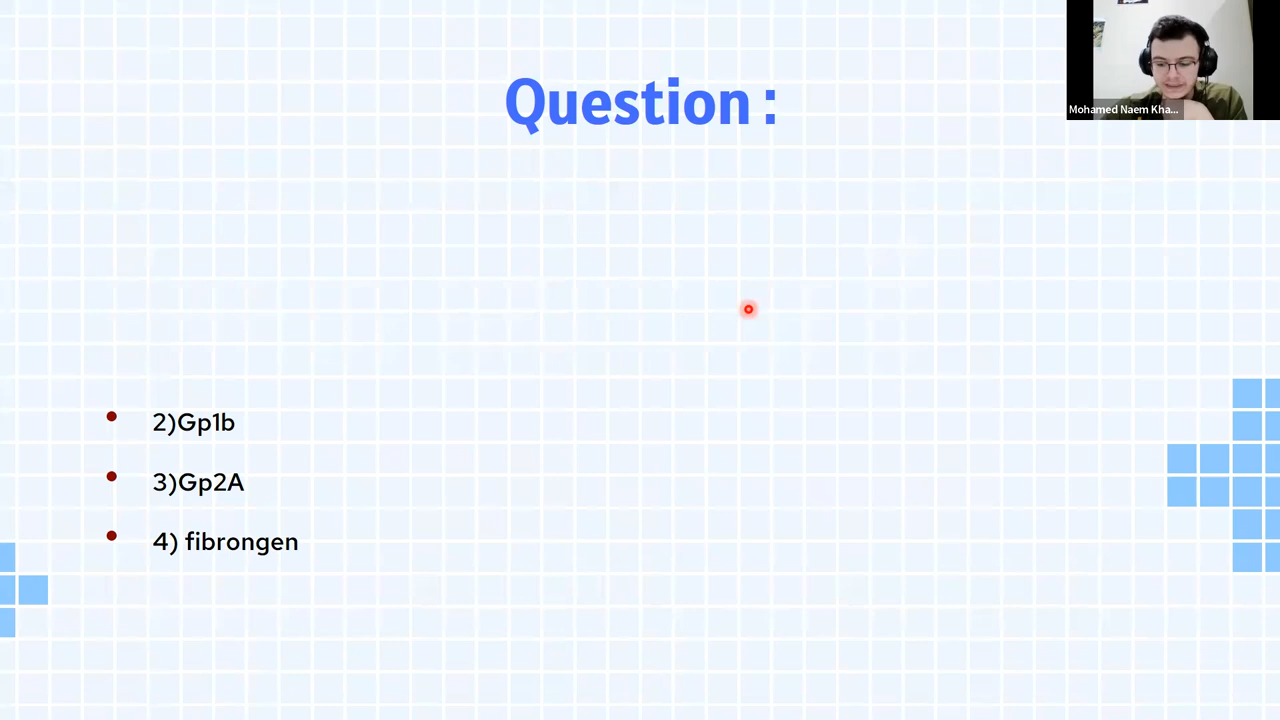 Question :
Mohamed Naem Kha...
2)Gp1b
3)Gp2A
4) fibrongen